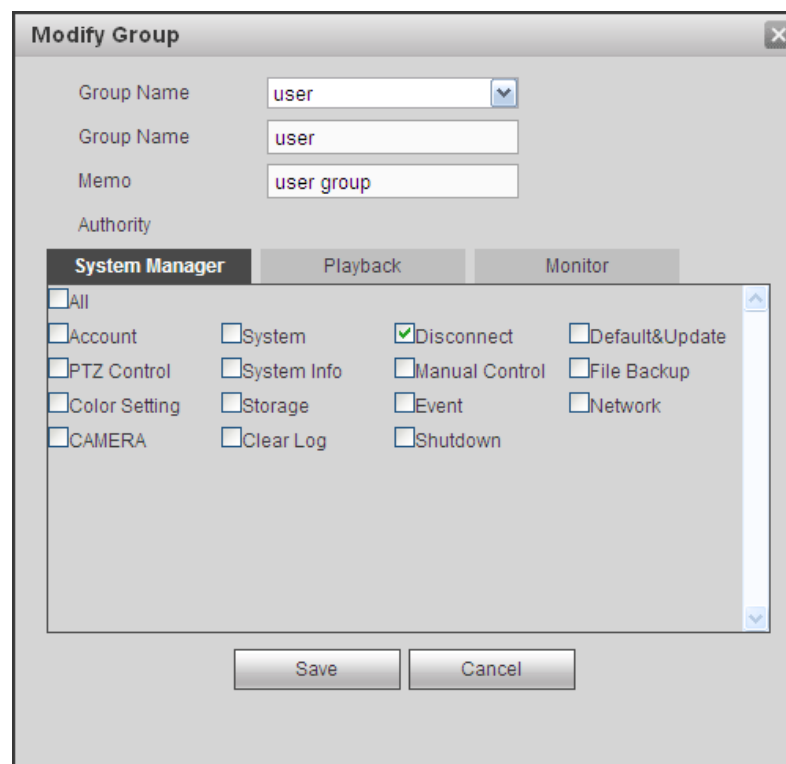 Modify Group
Group Name user
Group Name user
Memo user group
Authority
System Manager Playback Monitor
All
Account System Disconnect Default&Update
PTZ Control System Info Manual Control File Backup
Color Setting Storage Event Network
CAMERA Clear Log Shutdown
Save Cancel